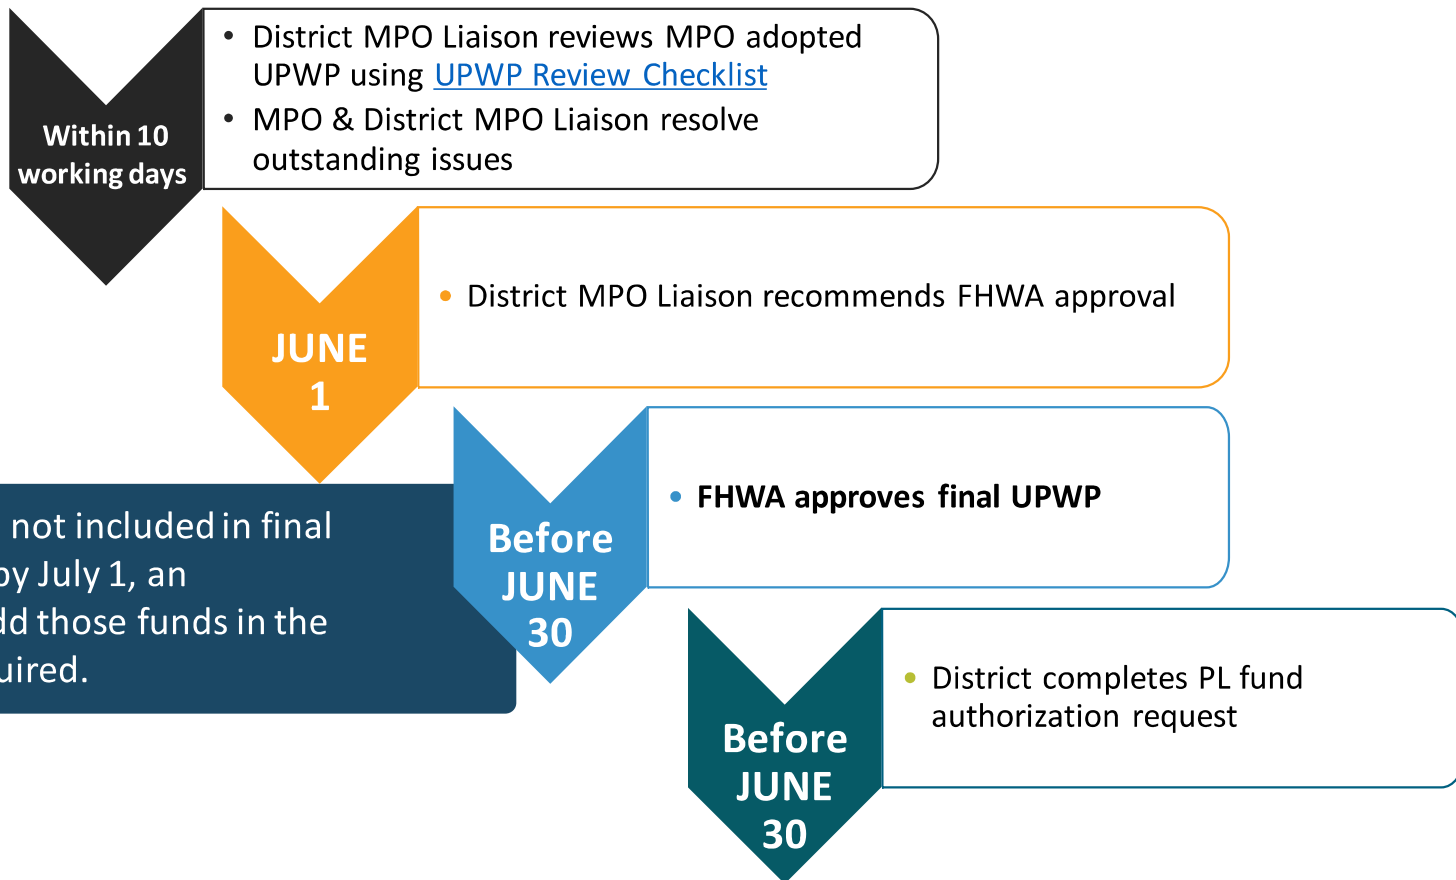 Within 10
working days
• District MPO Liaison reviews MPO adopted
UPWP using UPWP Review Checklist
• MPO & District MPO Liaison resolve
outstanding issues
JUNE
1
• District MPO Liaison recommends FHWA approval
not included in final
by July 1, an
those funds in the
Before
JUNE
30
• FHWA approves final UPWP
Before
JUNE
30
• District completes PL fund
authorization request